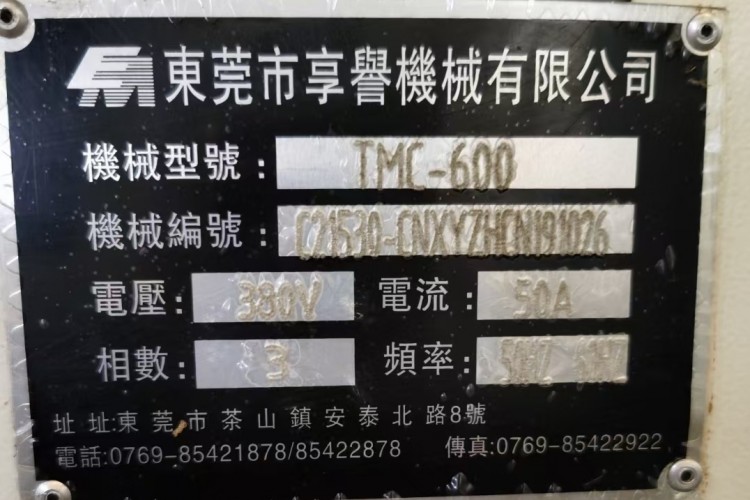 東莞市享譽機械有限公司
機械型號: TMC-600
機械編號: C21530-CNXYZHCN191026
電壓: 380V 電流: 50A
相數: 3 頻率: 50HZ 60HZ
址 址:東莞市茶山鎮安泰北路8號
電話:0769-85421878/85422878 傳真:0769-85422922